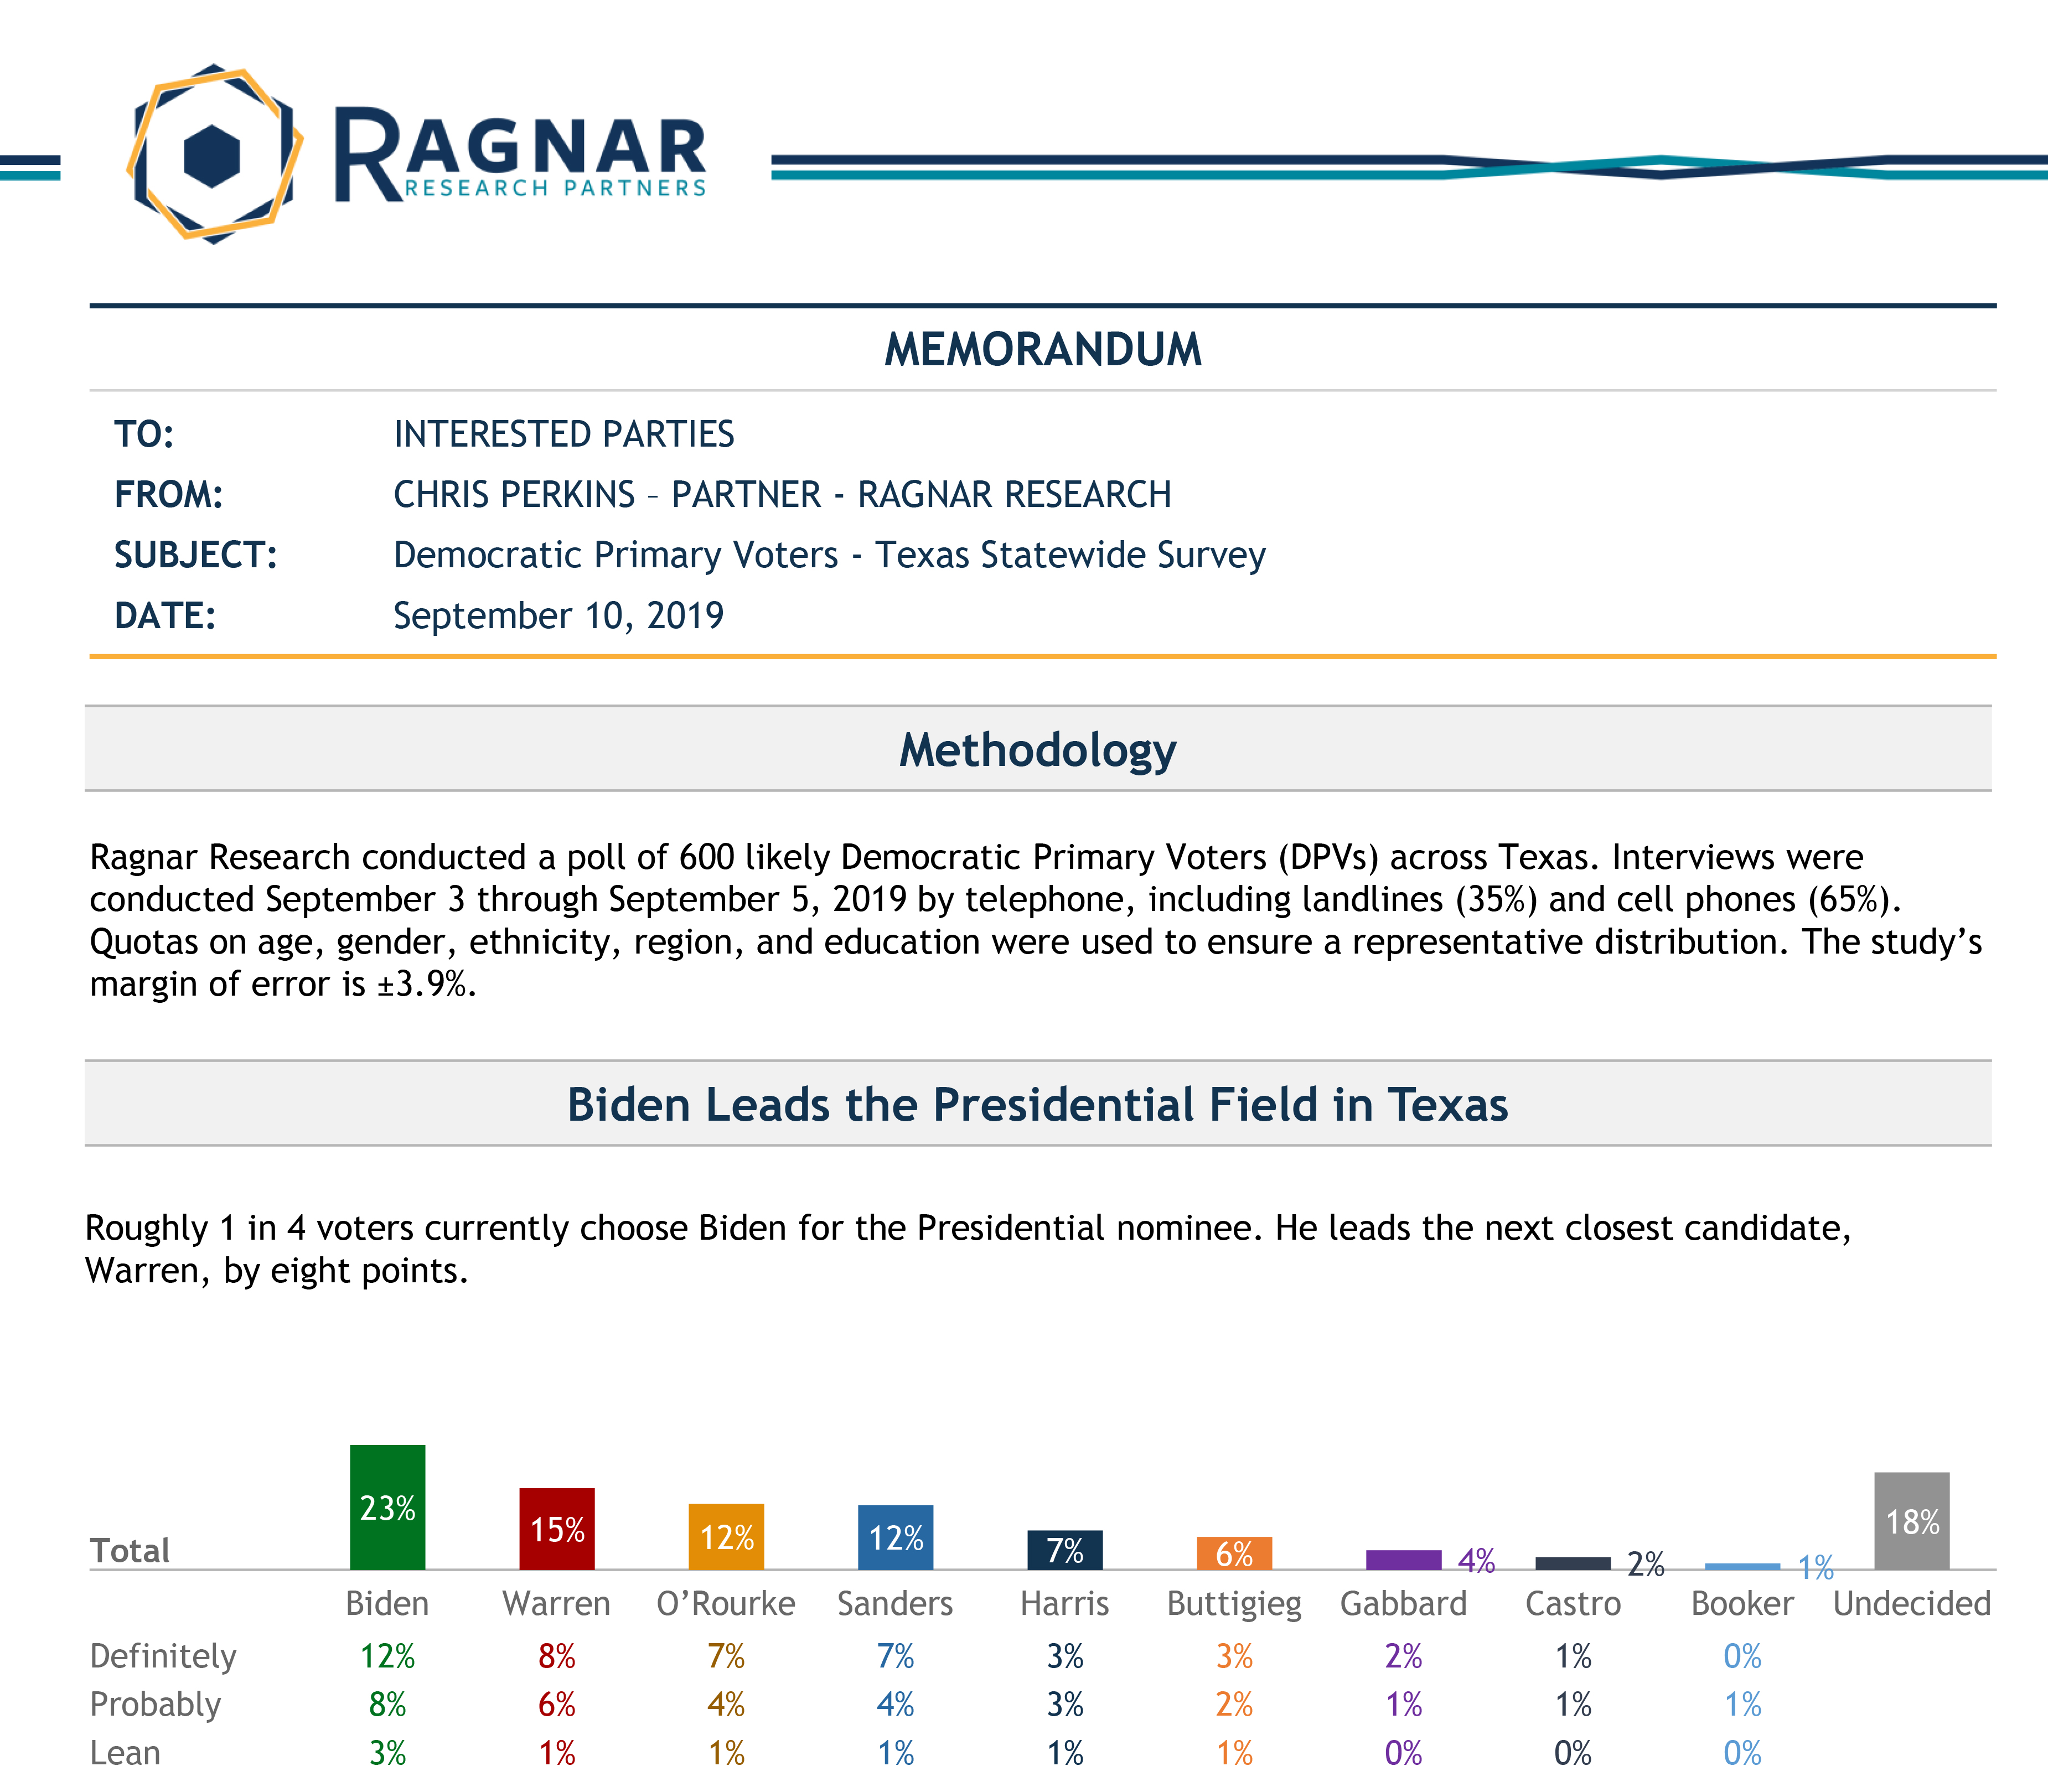 RAGNAR
RESEARCH PARTNERS
MEMORANDUM
TO: INTERESTED PARTIES
FROM: CHRIS PERKINS – PARTNER - RAGNAR RESEARCH
SUBJECT: Democratic Primary Voters - Texas Statewide Survey
DATE: September 10, 2019
Methodology
Ragnar Research conducted a poll of 600 likely Democratic Primary Voters (DPVs) across Texas. Interviews were
conducted September 3 through September 5, 2019 by telephone, including landlines (35%) and cell phones (65%).
Quotas on age, gender, ethnicity, region, and education were used to ensure a representative distribution. The study’s
margin of error is ±3.9%.
Biden Leads the Presidential Field in Texas
Roughly 1 in 4 voters currently choose Biden for the Presidential nominee. He leads the next closest candidate,
Warren, by eight points.
Total 23% 15% 12% 12% 7% 6% 4% 2% 1% 18%
Biden Warren O’Rourke Sanders Harris Buttigieg Gabbard Castro Booker Undecided
Definitely 12% 8% 7% 7% 3% 3% 2% 1% 0%
Probably 8% 6% 4% 4% 3% 2% 1% 1% 1%
Lean 3% 1% 1% 1% 1% 1% 0% 0% 0%